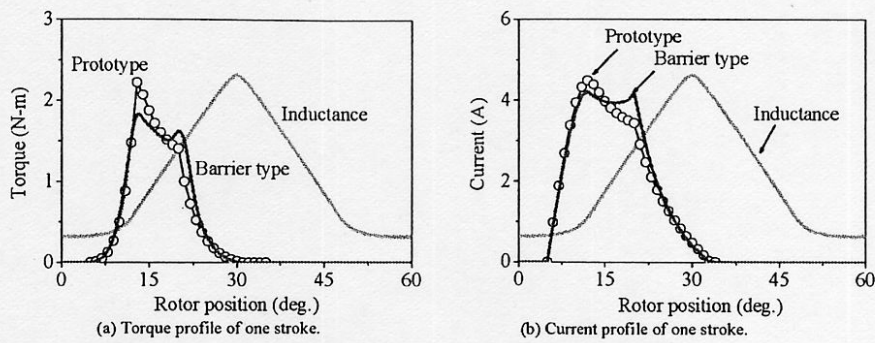 3
2
1
0
Torque (N-m)
Prototype
Inductance
Barrier type
0 15 30 45 60
Rotor position (deg.)
(a) Torque profile of one stroke.
6
4
2
0
Current (A)
Prototype
Barrier type
Inductance
0 15 30 45 60
Rotor position (deg.)
(b) Current profile of one stroke.